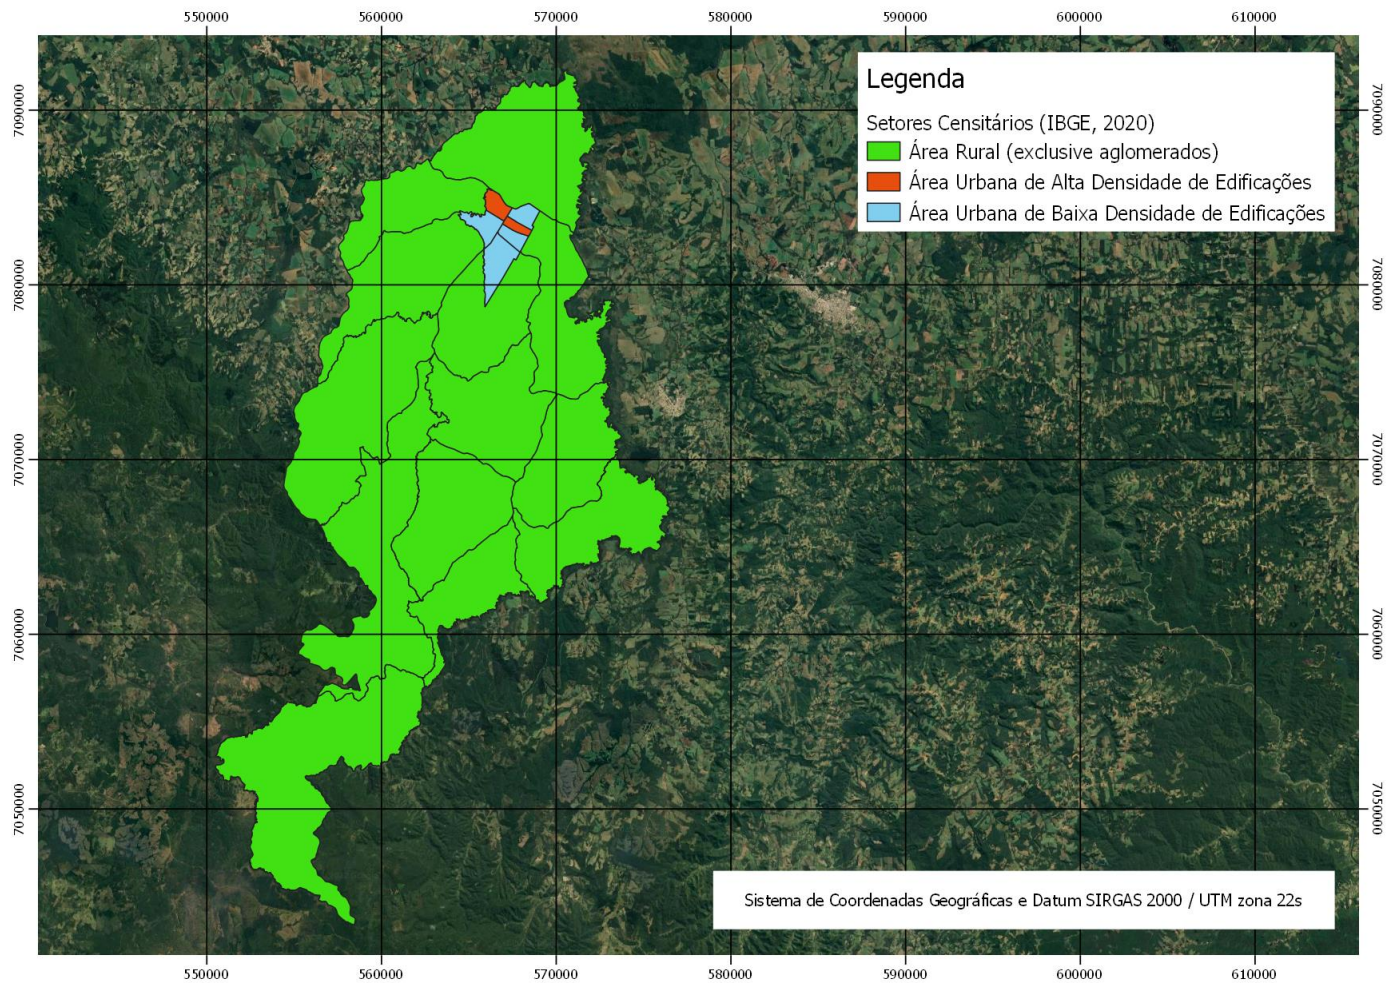 550000 560000 570000 580000 590000 600000 610000
Legenda
Setores Censitários (IBGE, 2020)
Área Rural (exclusive aglomerados)
Área Urbana de Alta Densidade de Edificações
Área Urbana de Baixa Densidade de Edificações
7090000 7090000
7080000 7080000
7070000 7070000
7060000 7060000
7050000 7050000
Sistema de Coordenadas Geográficas e Datum SIRGAS 2000 / UTM zona 22s
550000 560000 570000 580000 590000 600000 610000